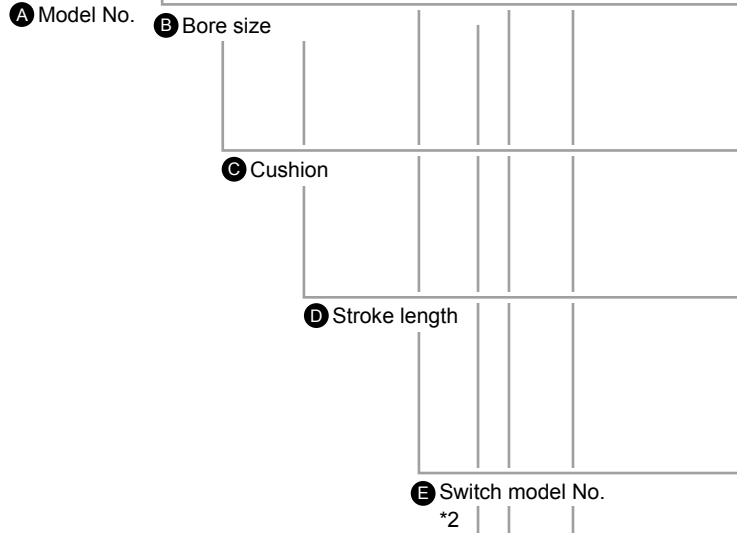 A Model No.
B Bore size
C Cushion
D Stroke length
E Switch model No.
*2